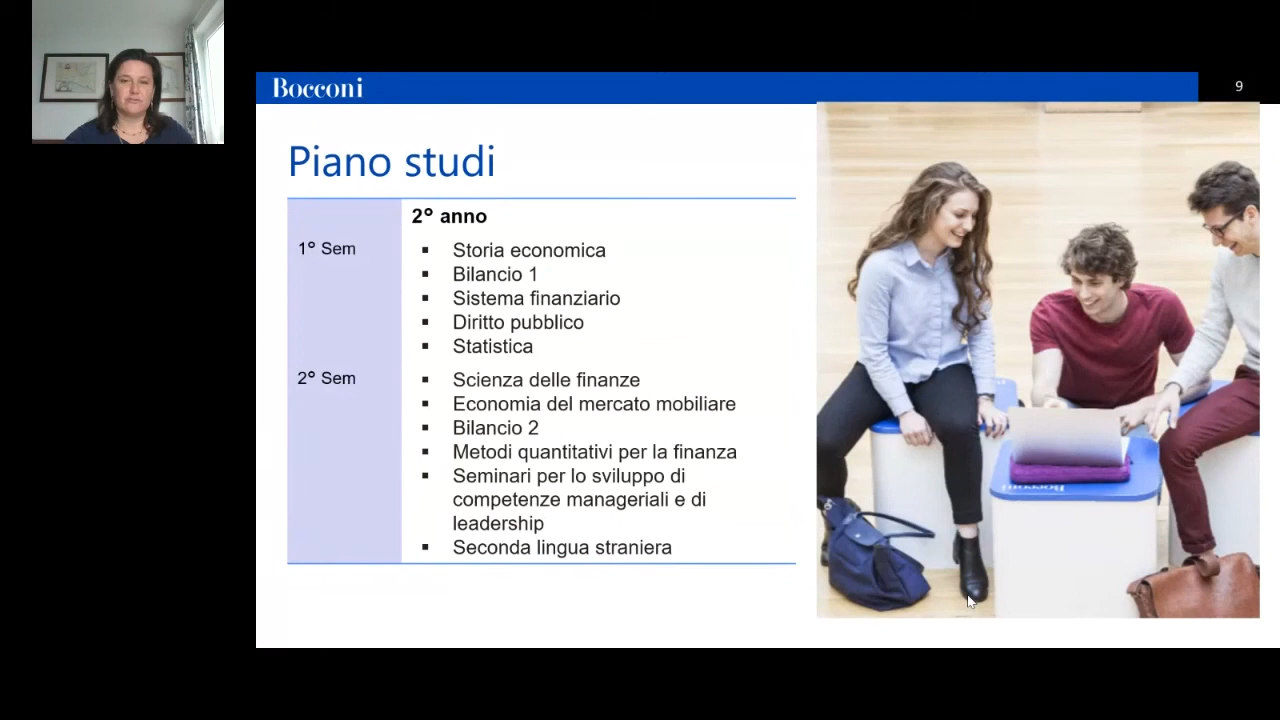 Bocconi
9
Piano studi
2° anno
1° Sem
▪ Storia economica
▪ Bilancio 1
▪ Sistema finanziario
▪ Diritto pubblico
▪ Statistica
2° Sem
▪ Scienza delle finanze
▪ Economia del mercato mobiliare
▪ Bilancio 2
▪ Metodi quantitativi per la finanza
▪ Seminari per lo sviluppo di
competenze manageriali e di
leadership
▪ Seconda lingua straniera
Bocconi